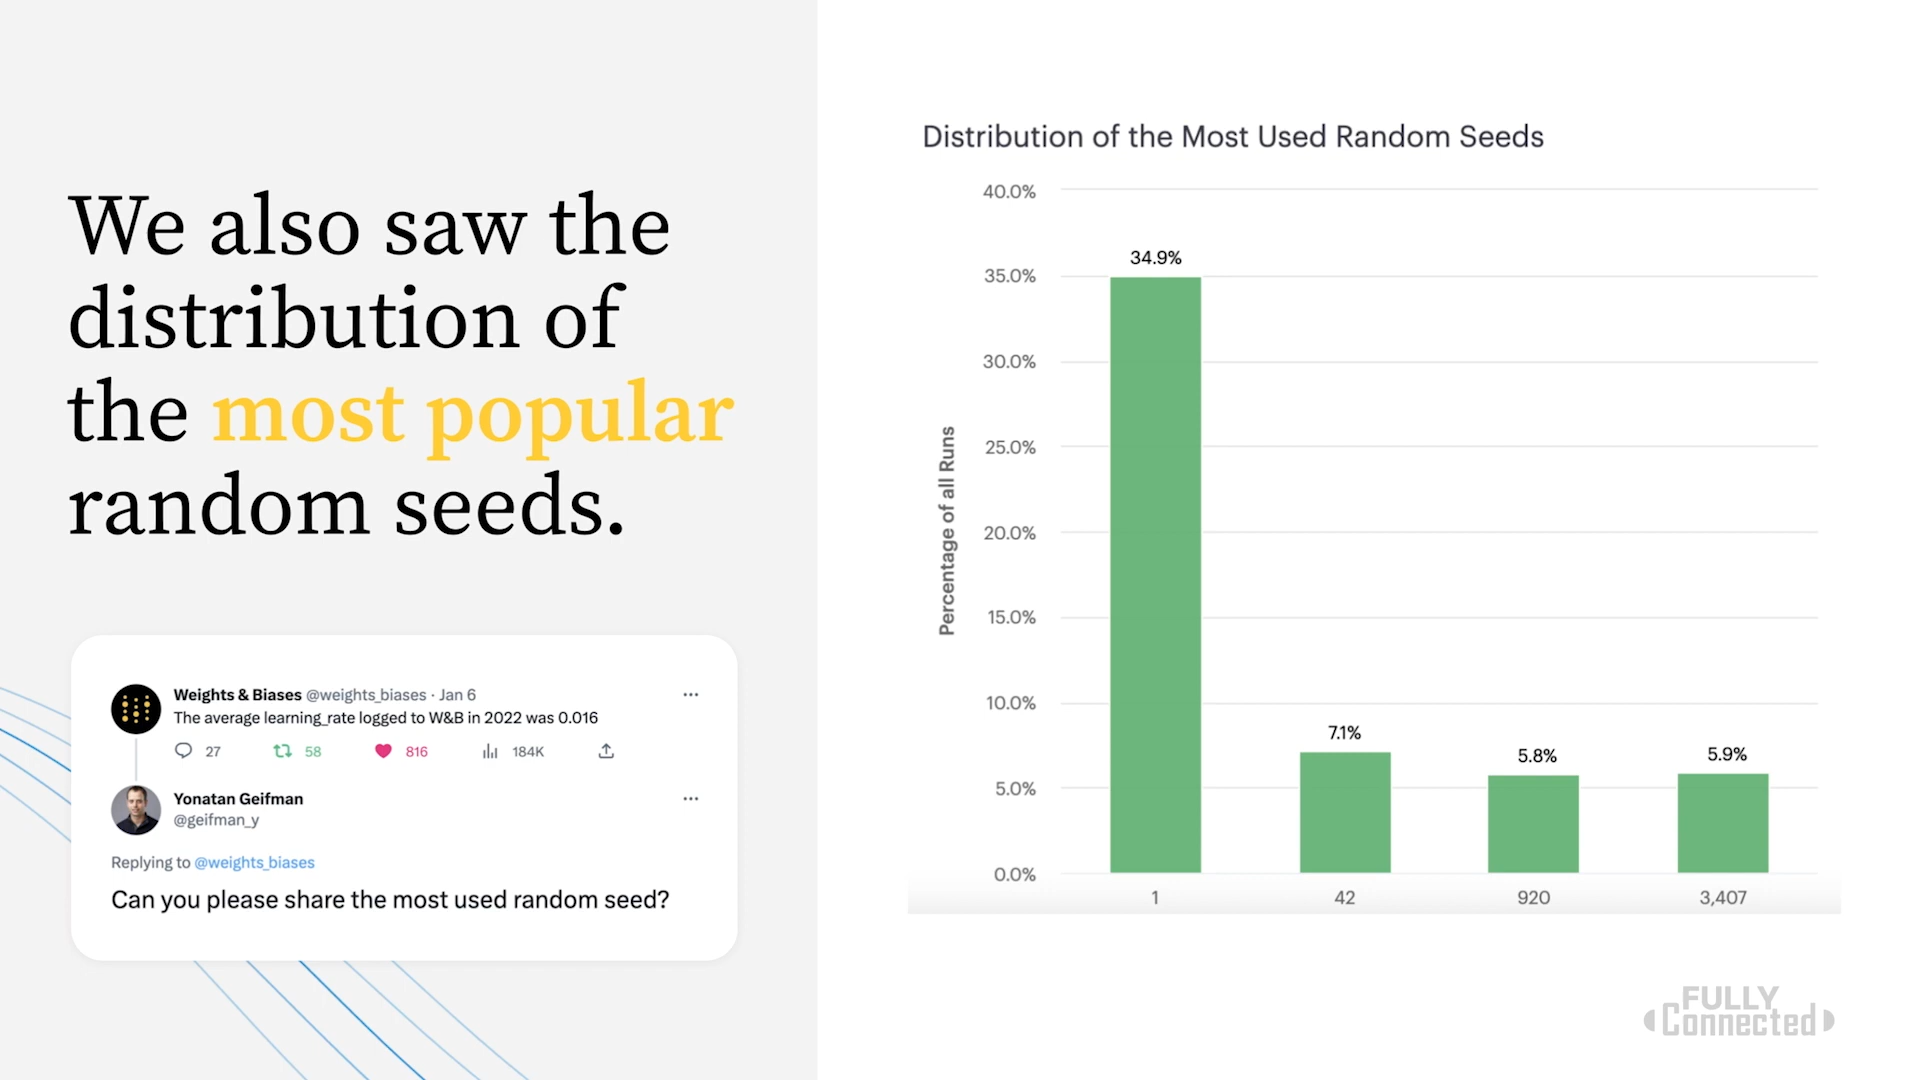 We also saw the
distribution of
the most popular
random seeds.
Weights & Biases @weights_biases · Jan 6
The average learning_rate logged to W&B in 2022 was 0.016
27 58 816 184K
Yonatan Geifman
@geifman_y
Replying to @weights_biases
Can you please share the most used random seed?
Distribution of the Most Used Random Seeds
Percentage of all Runs
40.0%
35.0%
30.0%
25.0%
20.0%
15.0%
10.0%
5.0%
0.0%
34.9%
7.1%
5.8%
5.9%
1 42 920 3,407
FULLY
Connected